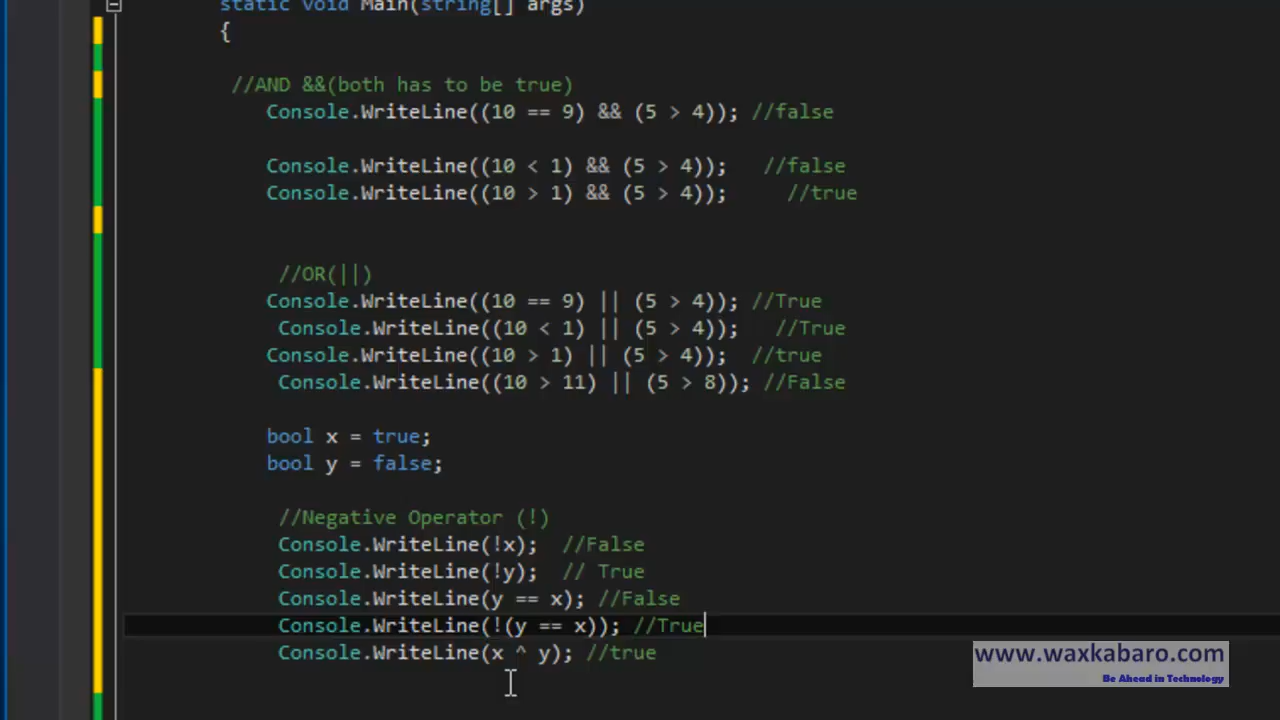 static void Main(string[] args)
{
//AND &&(both has to be true)
Console.WriteLine((10 == 9) && (5 > 4)); //false
Console.WriteLine((10 < 1) && (5 > 4)); //false
Console.WriteLine((10 > 1) && (5 > 4)); //true
//OR(||)
Console.WriteLine((10 == 9) || (5 > 4)); //True
Console.WriteLine((10 < 1) || (5 > 4)); //True
Console.WriteLine((10 > 1) || (5 > 4)); //true
Console.WriteLine((10 > 11) || (5 > 8)); //False
bool x = true;
bool y = false;
//Negative Operator (!)
Console.WriteLine(!x); //False
Console.WriteLine(!y); // True
Console.WriteLine(y == x); //False
Console.WriteLine(!(y == x)); //True
Console.WriteLine(x ^ y); //true
www.waxkabaro.com
Be Ahead in Technology